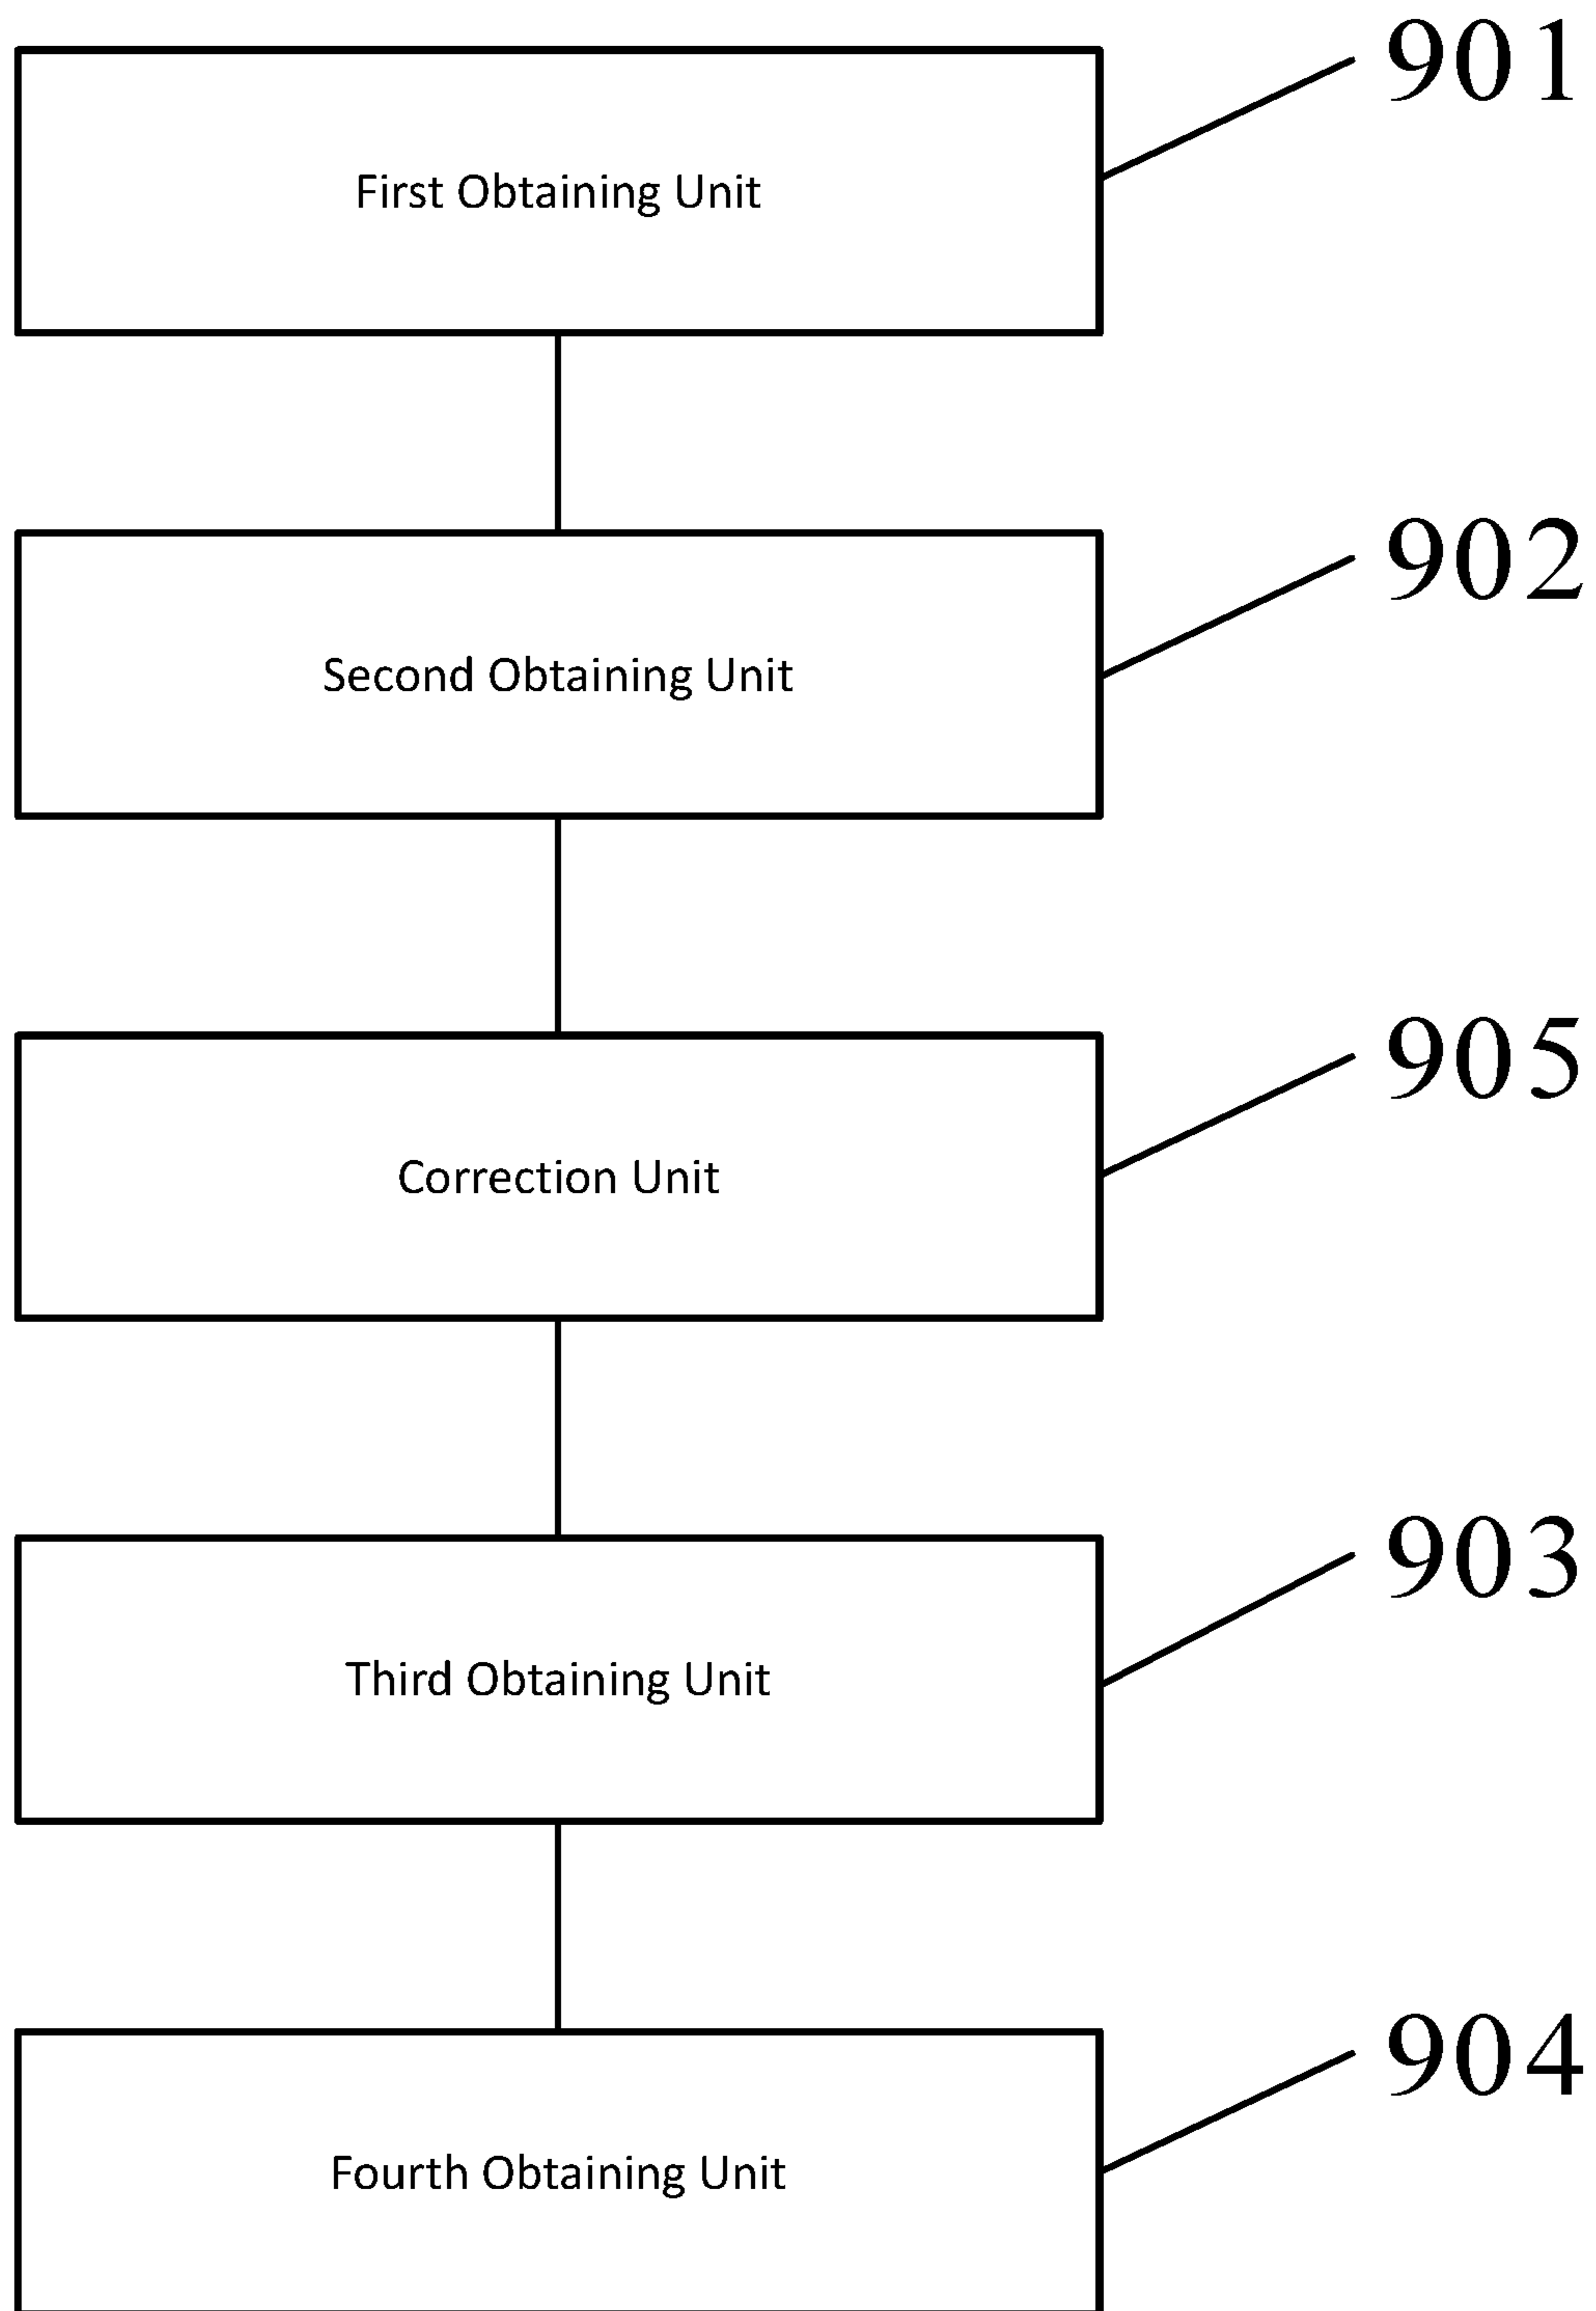 901
First Obtaining Unit
902
Second Obtaining Unit
905
Correction Unit
903
Third Obtaining Unit
904
Fourth Obtaining Unit